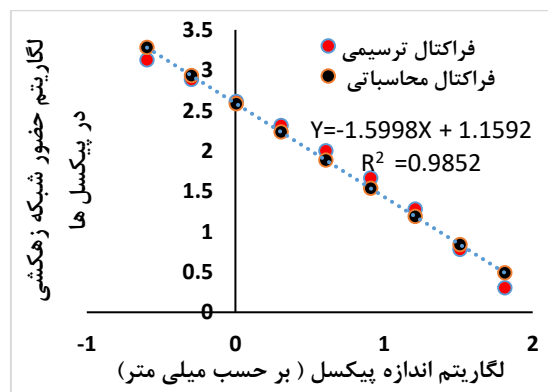 3.5
3
2.5
2
1.5
1
0.5
0
-1
0
1
2
فراکتال ترسیمی
فراکتال محاسباتی
Y=-1.5998X + 1.1592
R² =0.9852
لگاریتم حضور شبکه زهکشی
در پیکسل ها
لگاریتم اندازه پیکسل ( بر حسب میلی متر)